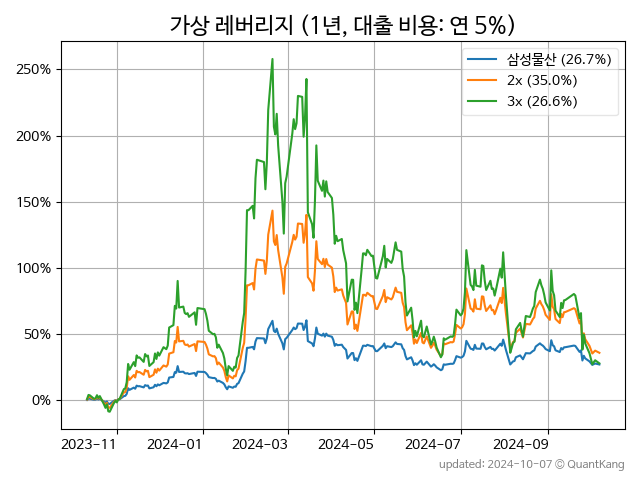 가상 레버리지 (1년, 대출 비용: 연 5%)
삼성물산 (26.7%)
2x (35.0%)
3x (26.6%)
250%
200%
150%
100%
50%
0%
2023-11 2024-01 2024-03 2024-05 2024-07 2024-09
updated: 2024-10-07 © QuantKang